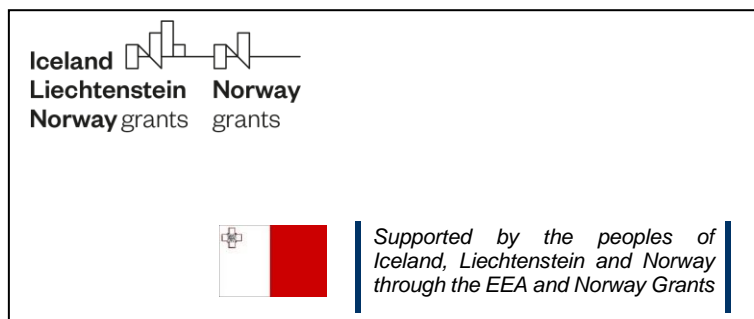 Iceland
Liechtenstein Norway
Norway grants grants
Supported by the peoples of
Iceland, Liechtenstein and Norway
through the EEA and Norway Grants